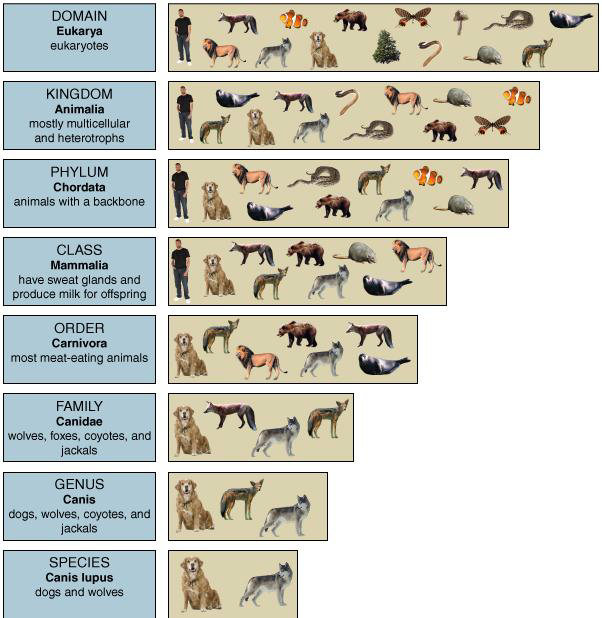 DOMAIN
Eukarya
eukaryotes
KINGDOM
Animalia
mostly multicellular
and heterotrophs
PHYLUM
Chordata
animals with a backbone
CLASS
Mammalia
have sweat glands and
produce milk for offspring
ORDER
Carnivora
most meat-eating animals
FAMILY
Canidae
wolves, foxes, coyotes, and
jackals
GENUS
Canis
dogs, wolves, coyotes, and
jackals
SPECIES
Canis lupus
dogs and wolves